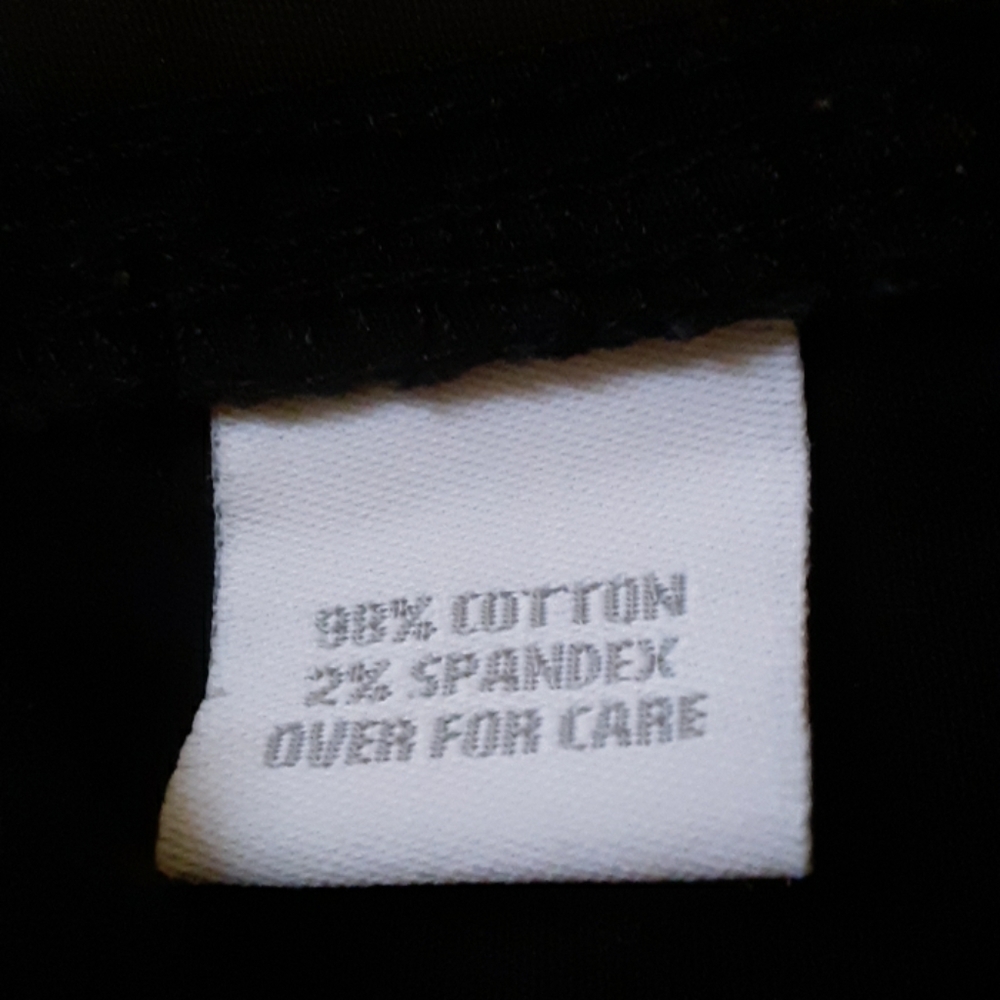 98% COTTON
2% SPANDEX
OVER FOR CARE